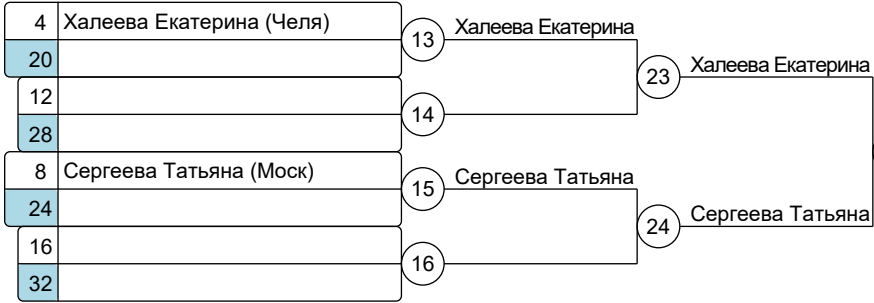 4 Халеева Екатерина (Челя)
20
13 Халеева Екатерина
12
28
14
23 Халеева Екатерина
8 Сергеева Татьяна (Моск)
24
15 Сергеева Татьяна
16
32
16
24 Сергеева Татьяна